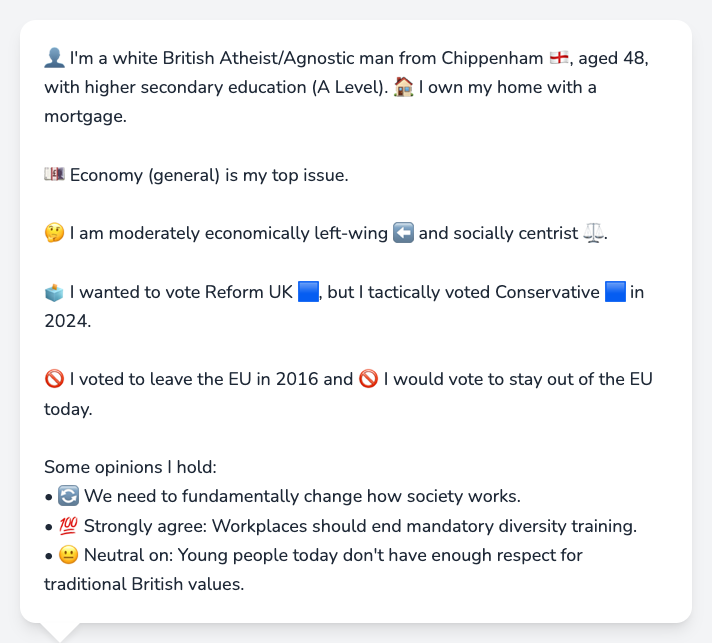 👤 I'm a white British Atheist/Agnostic man from Chippenham 🏴󠁧󠁢󠁥󠁮󠁧󠁿, aged 48,
with higher secondary education (A Level). 🏠 I own my home with a
mortgage.
💷 Economy (general) is my top issue.
🤔 I am moderately economically left-wing ⬅️ and socially centrist ⚖️.
🗳️ I wanted to vote Reform UK 🟦, but I tactically voted Conservative 🟦 in
2024.
🚫 I voted to leave the EU in 2016 and 🚫 I would vote to stay out of the EU
today.
Some opinions I hold:
• 🔄 We need to fundamentally change how society works.
• 💯 Strongly agree: Workplaces should end mandatory diversity training.
• 😐 Neutral on: Young people today don't have enough respect for
traditional British values.